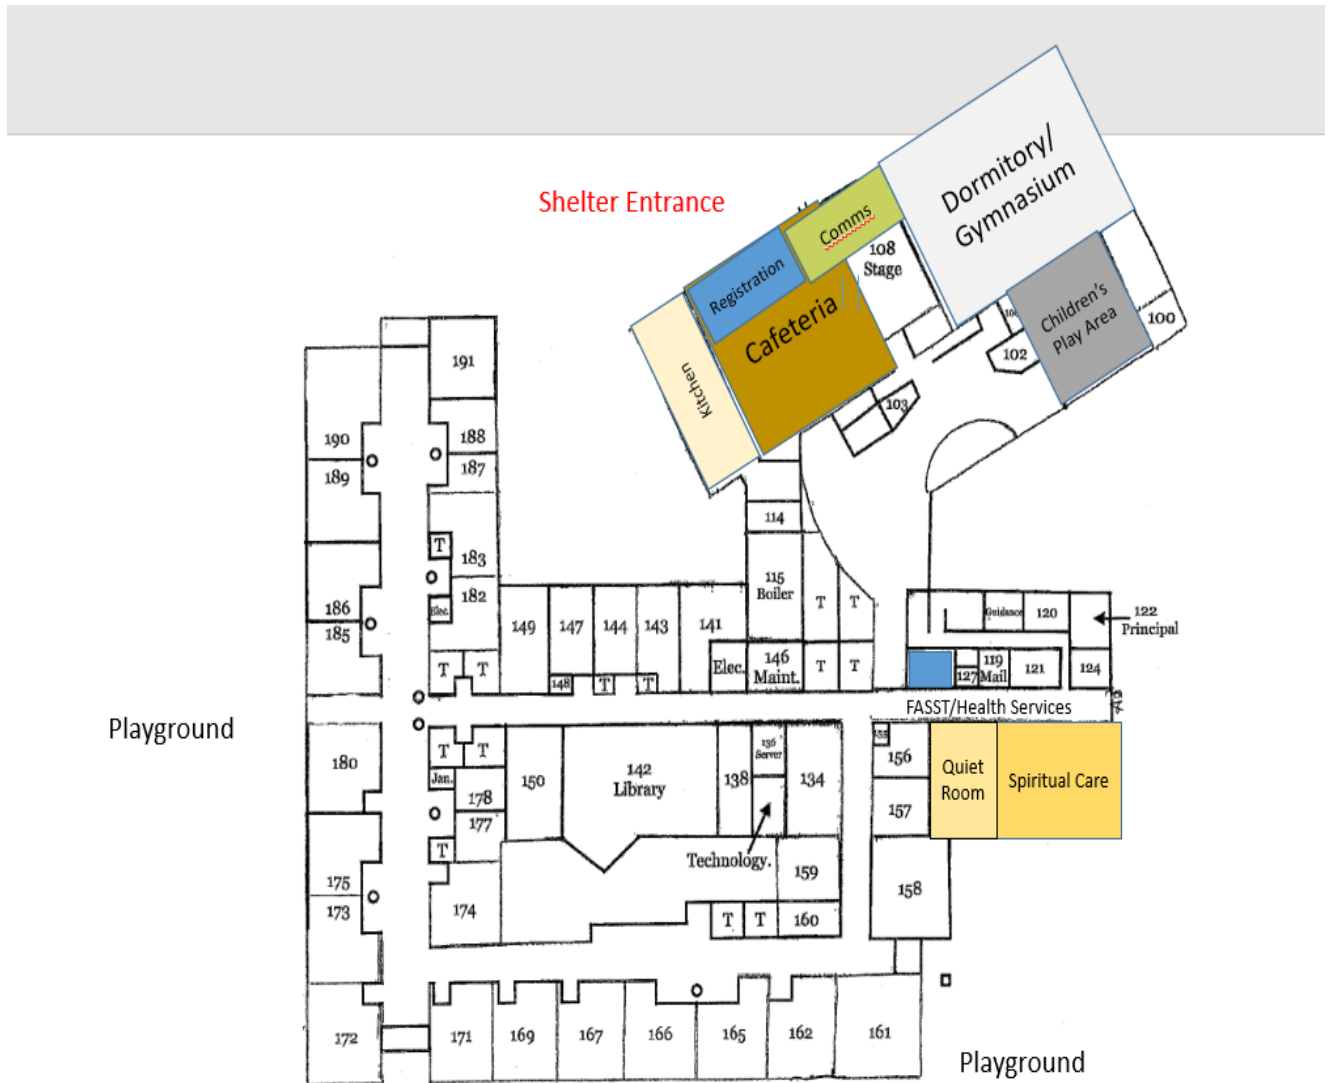 Dormitory/
Gymnasium
Shelter Entrance
Comms
108
Stage
Registration
Cafeteria
Children's
Play Area
100
102
Kitchen
103
191
190
188
189
187
114
T
183
115
Boiler
186
Elec.
182
185
149
147
144
143
141
T
T
Guidance
120
122
Principal
T
T
148
T
T
Elec.
146
Maint.
T
T
127
119
Mail
121
124
FASST/Health Services
Playground
180
T
T
Jan.
178
177
T
150
142
Library
138
136
Server
134
Technology.
156
157
Quiet
Room
Spiritual Care
175
173
174
159
160
T
T
158
172
171
169
167
166
165
162
161
Playground